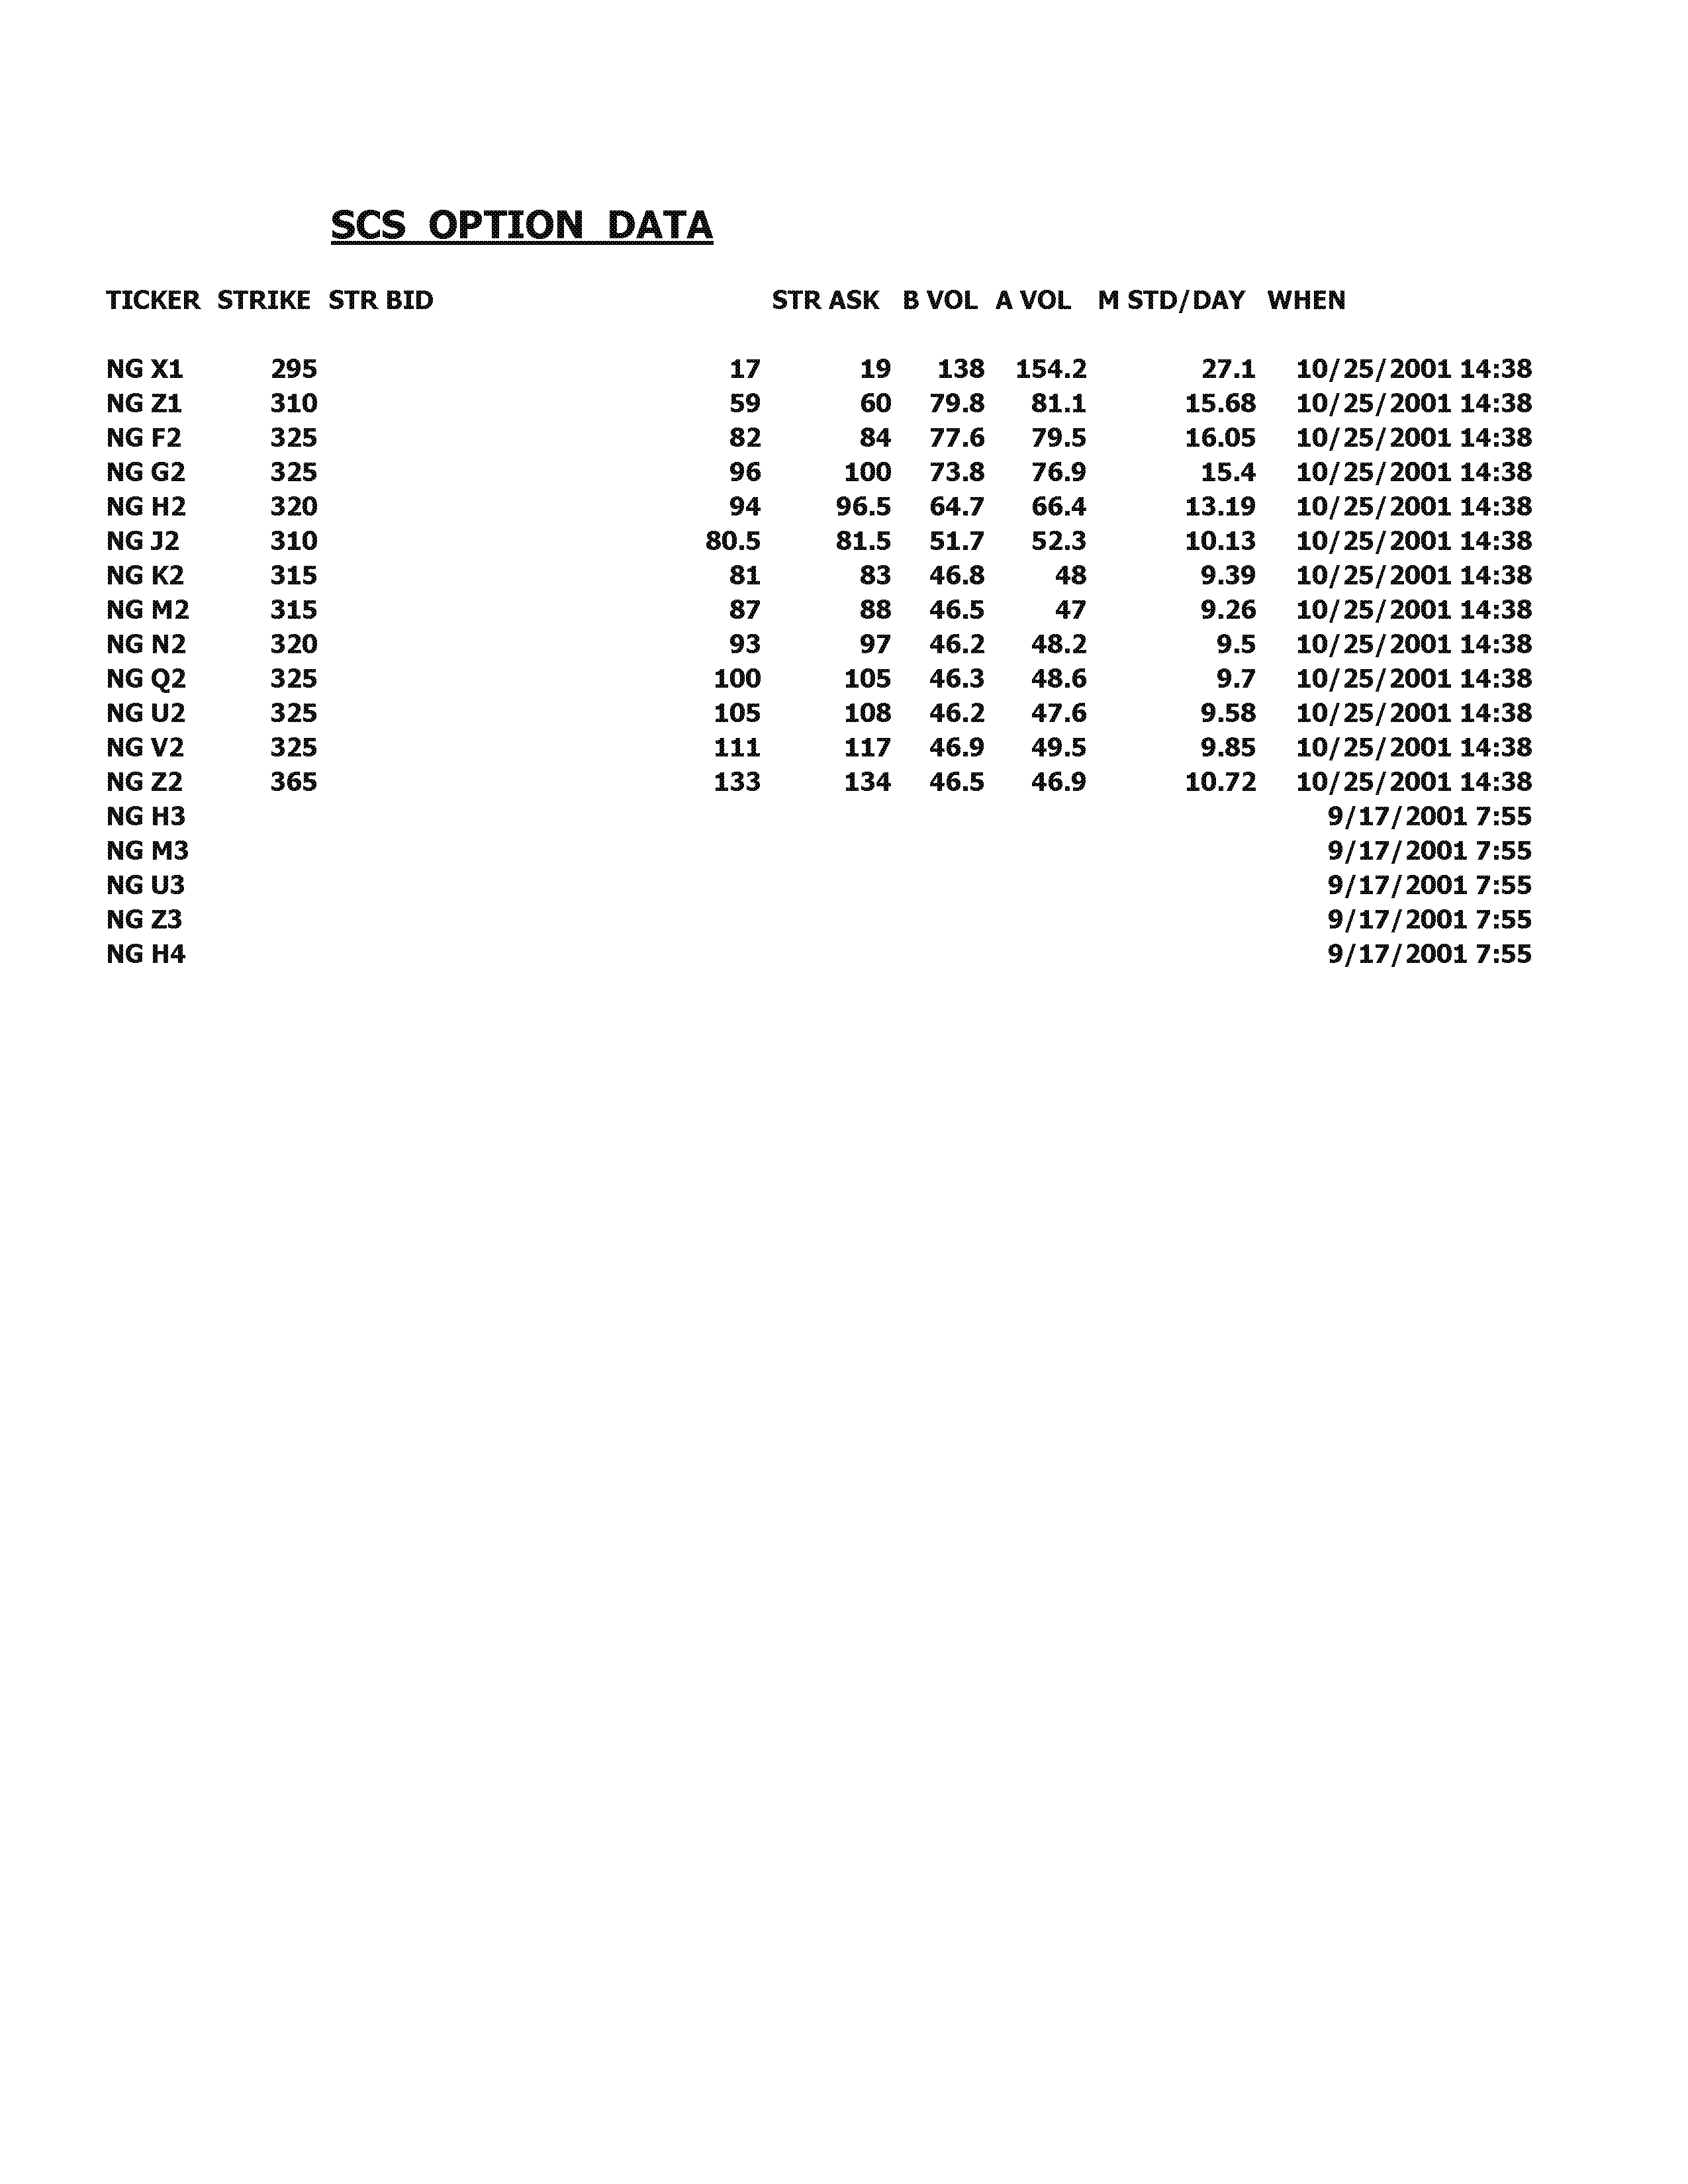 SCS OPTION DATA
TICKER STRIKE STR BID STR ASK B VOL A VOL M STD/DAY WHEN
NG X1 295 17 19 138 154.2 27.1 10/25/2001 14:38
NG Z1 310 59 60 79.8 81.1 15.68 10/25/2001 14:38
NG F2 325 82 84 77.6 79.5 16.05 10/25/2001 14:38
NG G2 325 96 100 73.8 76.9 15.4 10/25/2001 14:38
NG H2 320 94 96.5 64.7 66.4 13.19 10/25/2001 14:38
NG J2 310 80.5 81.5 51.7 52.3 10.13 10/25/2001 14:38
NG K2 315 81 83 46.8 48 9.39 10/25/2001 14:38
NG M2 315 87 88 46.5 47 9.26 10/25/2001 14:38
NG N2 320 93 97 46.2 48.2 9.5 10/25/2001 14:38
NG Q2 325 100 105 46.3 48.6 9.7 10/25/2001 14:38
NG U2 325 105 108 46.2 47.6 9.58 10/25/2001 14:38
NG V2 325 111 117 46.9 49.5 9.85 10/25/2001 14:38
NG Z2 365 133 134 46.5 46.9 10.72 10/25/2001 14:38
NG H3 9/17/2001 7:55
NG M3 9/17/2001 7:55
NG U3 9/17/2001 7:55
NG Z3 9/17/2001 7:55
NG H4 9/17/2001 7:55